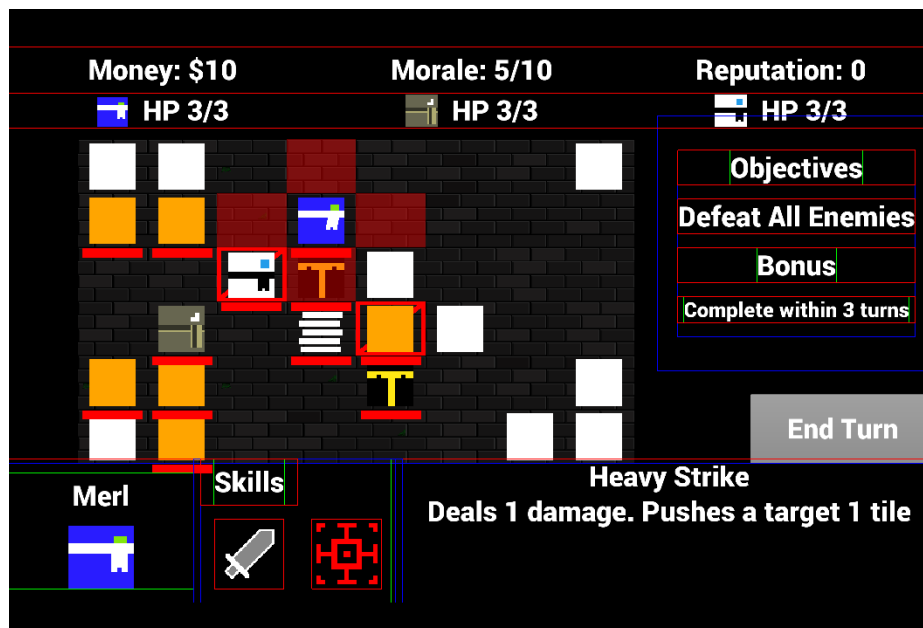 Money: $10
Morale: 5/10
Reputation: 0
HP 3/3
HP 3/3
HP 3/3
Objectives
Defeat All Enemies
Bonus
Complete within 3 turns
End Turn
Merl
Skills
Heavy Strike
Deals 1 damage. Pushes a target 1 tile